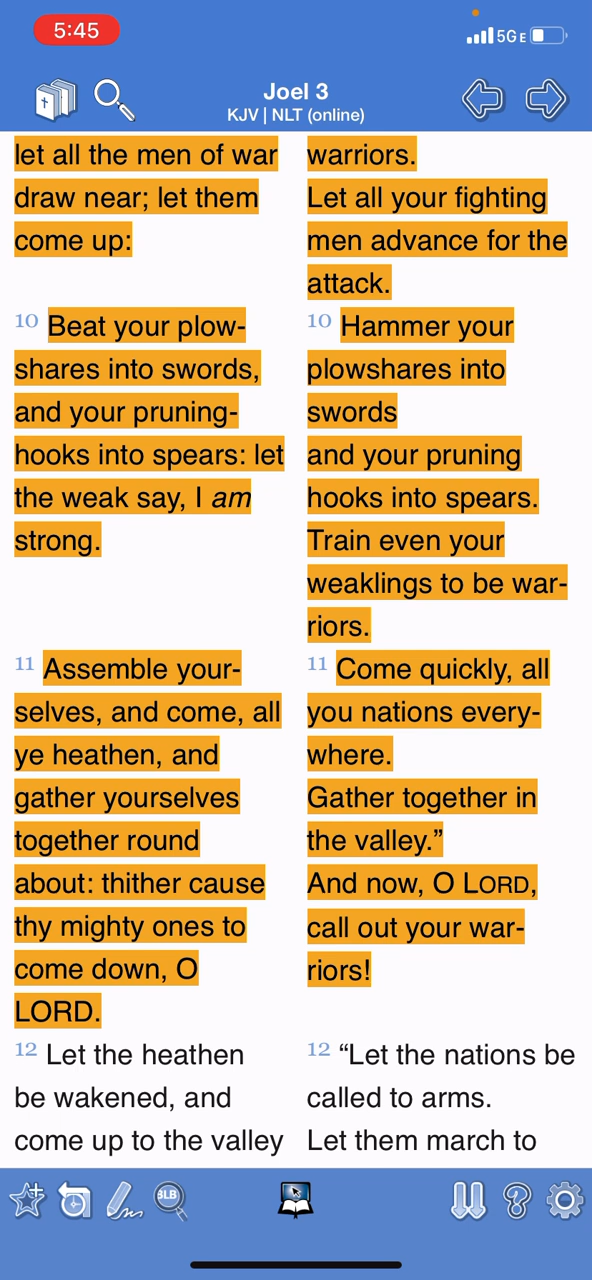 5:45
5GE
Joel 3
KJV | NLT (online)
let all the men of war
draw near; let them
come up:
10 Beat your plow-
shares into swords,
and your pruning-
hooks into spears: let
the weak say, I am
strong.
11 Assemble your-
selves, and come, all
ye heathen, and
gather yourselves
together round
about: thither cause
thy mighty ones to
come down, O
LORD.
12 Let the heathen
be wakened, and
come up to the valley
warriors.
Let all your fighting
men advance for the
attack.
10 Hammer your
plowshares into
swords
and your pruning
hooks into spears.
Train even your
weaklings to be war-
riors.
11 Come quickly, all
you nations every-
where.
Gather together in
the valley.”
And now, O LORD,
call out your war-
riors!
12 “Let the nations be
called to arms.
Let them march to
BLB